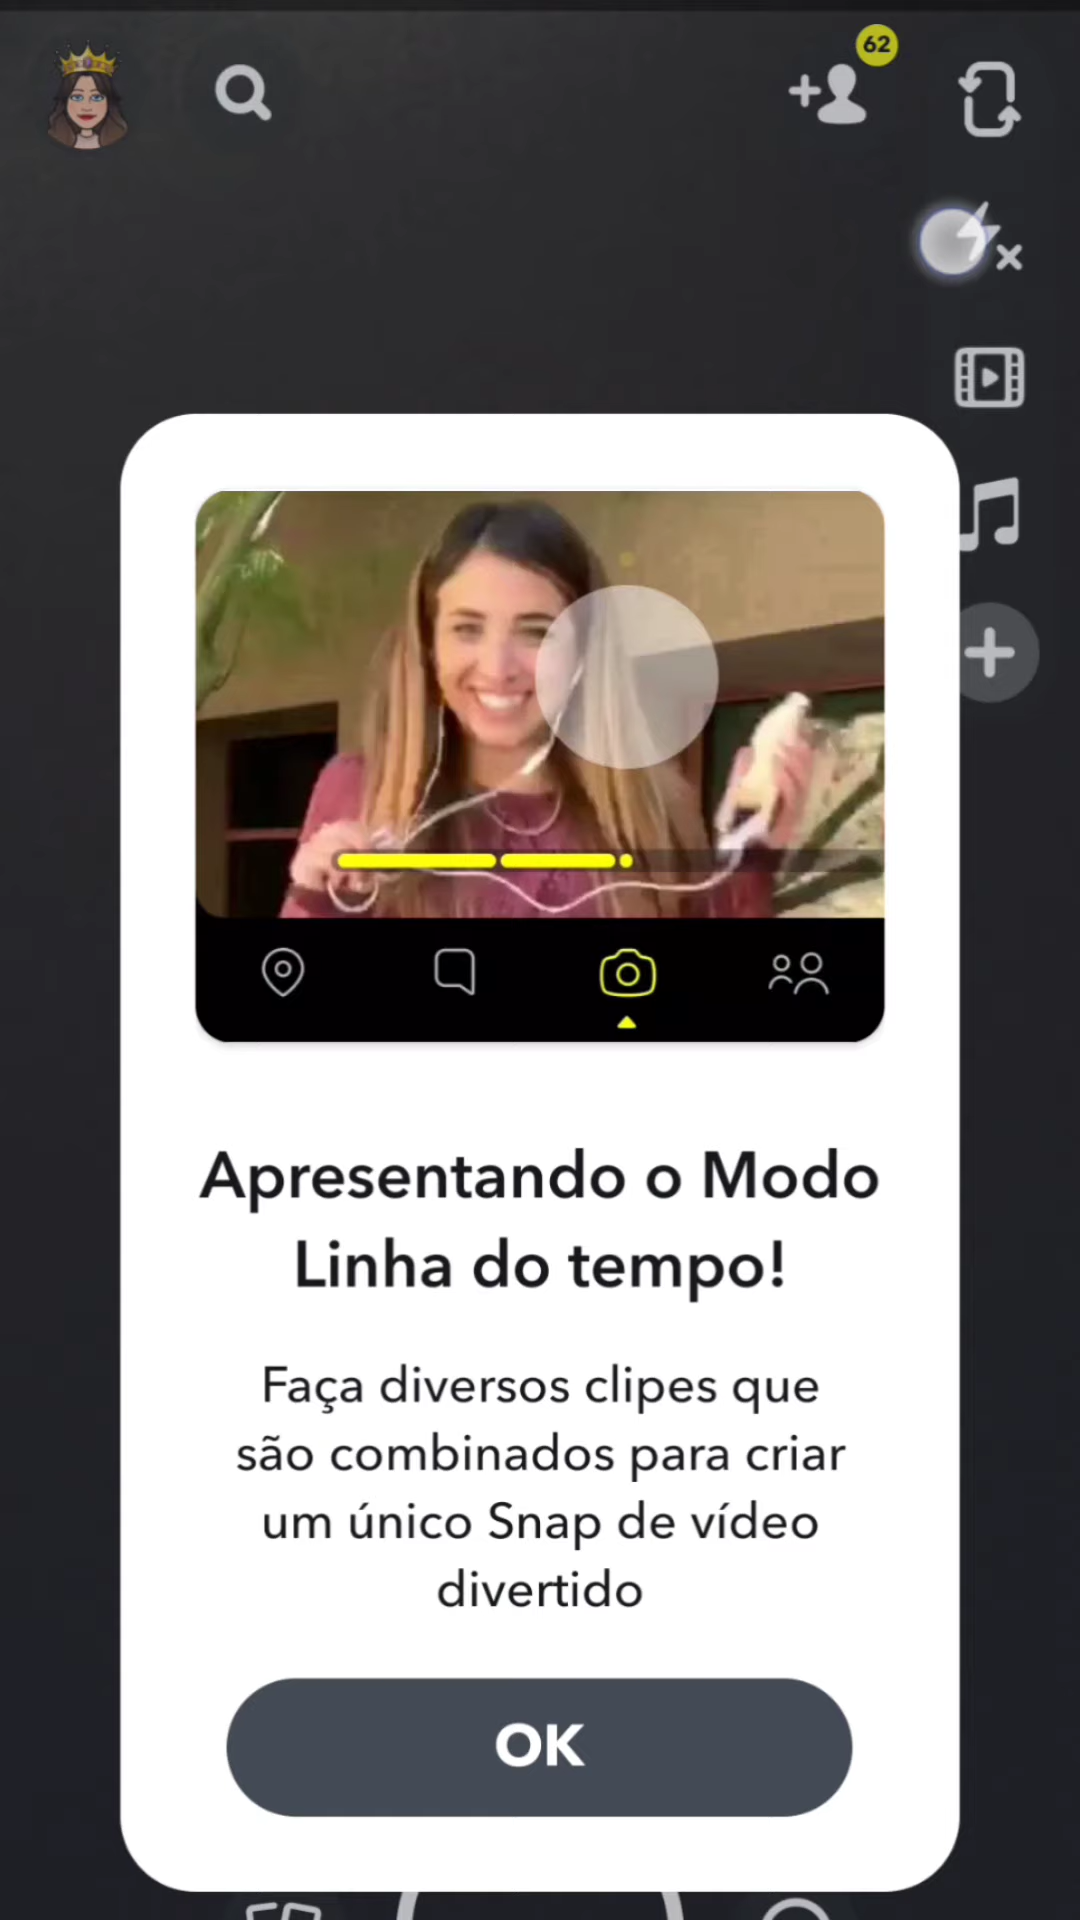 62
Apresentando o Modo
Linha do tempo!
Faça diversos clipes que
são combinados para criar
um único Snap de vídeo
divertido
OK